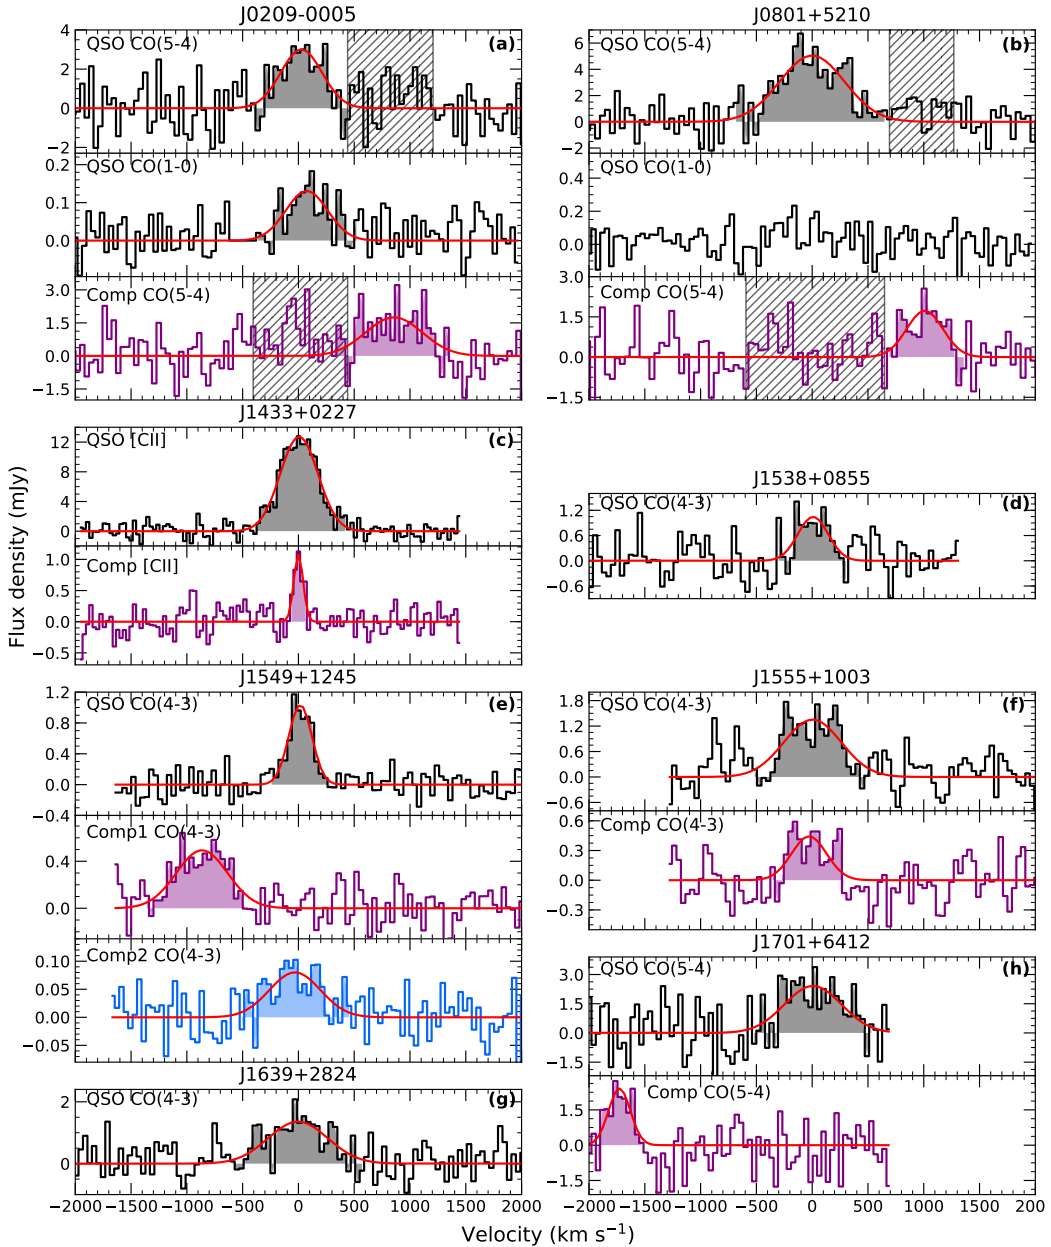 J0209-0005
QSO CO(5-4)
(a)
4
2
0
−2
QSO CO(1-0)
0.2
0.1
0.0
Comp CO(5-4)
3.0
1.5
0.0
−1.5
J0801+5210
QSO CO(5-4)
(b)
6
4
2
0
−2
QSO CO(1-0)
0.4
0.2
0.0
Comp CO(5-4)
3.0
1.5
0.0
−1.5
J1433+0227
QSO [CII]
(c)
12
8
4
0
Comp [CII]
1.0
0.5
0.0
−0.5
J1538+0855
QSO CO(4-3)
(d)
1.2
0.6
0.0
−0.6
J1549+1245
QSO CO(4-3)
(e)
1.2
0.8
0.4
0.0
−0.4
Comp1 CO(4-3)
0.4
0.0
Comp2 CO(4-3)
0.10
0.05
0.00
−0.05
J1555+1003
QSO CO(4-3)
(f)
1.8
1.2
0.6
0.0
−0.6
Comp CO(4-3)
0.6
0.3
0.0
−0.3
J1639+2824
QSO CO(4-3)
(g)
2
0
−2000 −1500 −1000 −500 0 500 1000 1500 2000
J1701+6412
QSO CO(5-4)
(h)
3.0
1.5
0.0
−1.5
Comp CO(5-4)
1.5
0.0
−1.5
−1500 −1000 −500 0 500 1000 1500 200
Flux density (mJy)
Velocity (km s⁻¹)